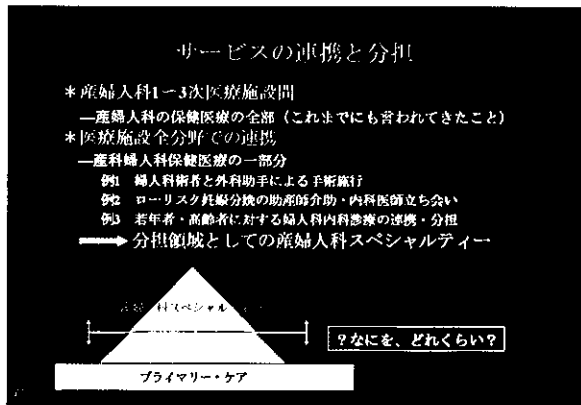 サービスの連携と分担
＊産婦人科1〜3次医療施設間
―産婦人科の保健医療の全部（これまでにも言われてきたこと）
＊医療施設全分野での連携
―産科婦人科保健医療の一部分
例1 婦人科術者と外科助手による手術施行
例2 ローリスク妊娠分娩の助産師介助・内科医師立ち会い
例3 若年者・高齢者に対する婦人科内科診療の連携・分担
→ 分担領域としての産婦人科スペシャルティー
科スペシャル
？なにを、どれくらい？
プライマリー・ケア